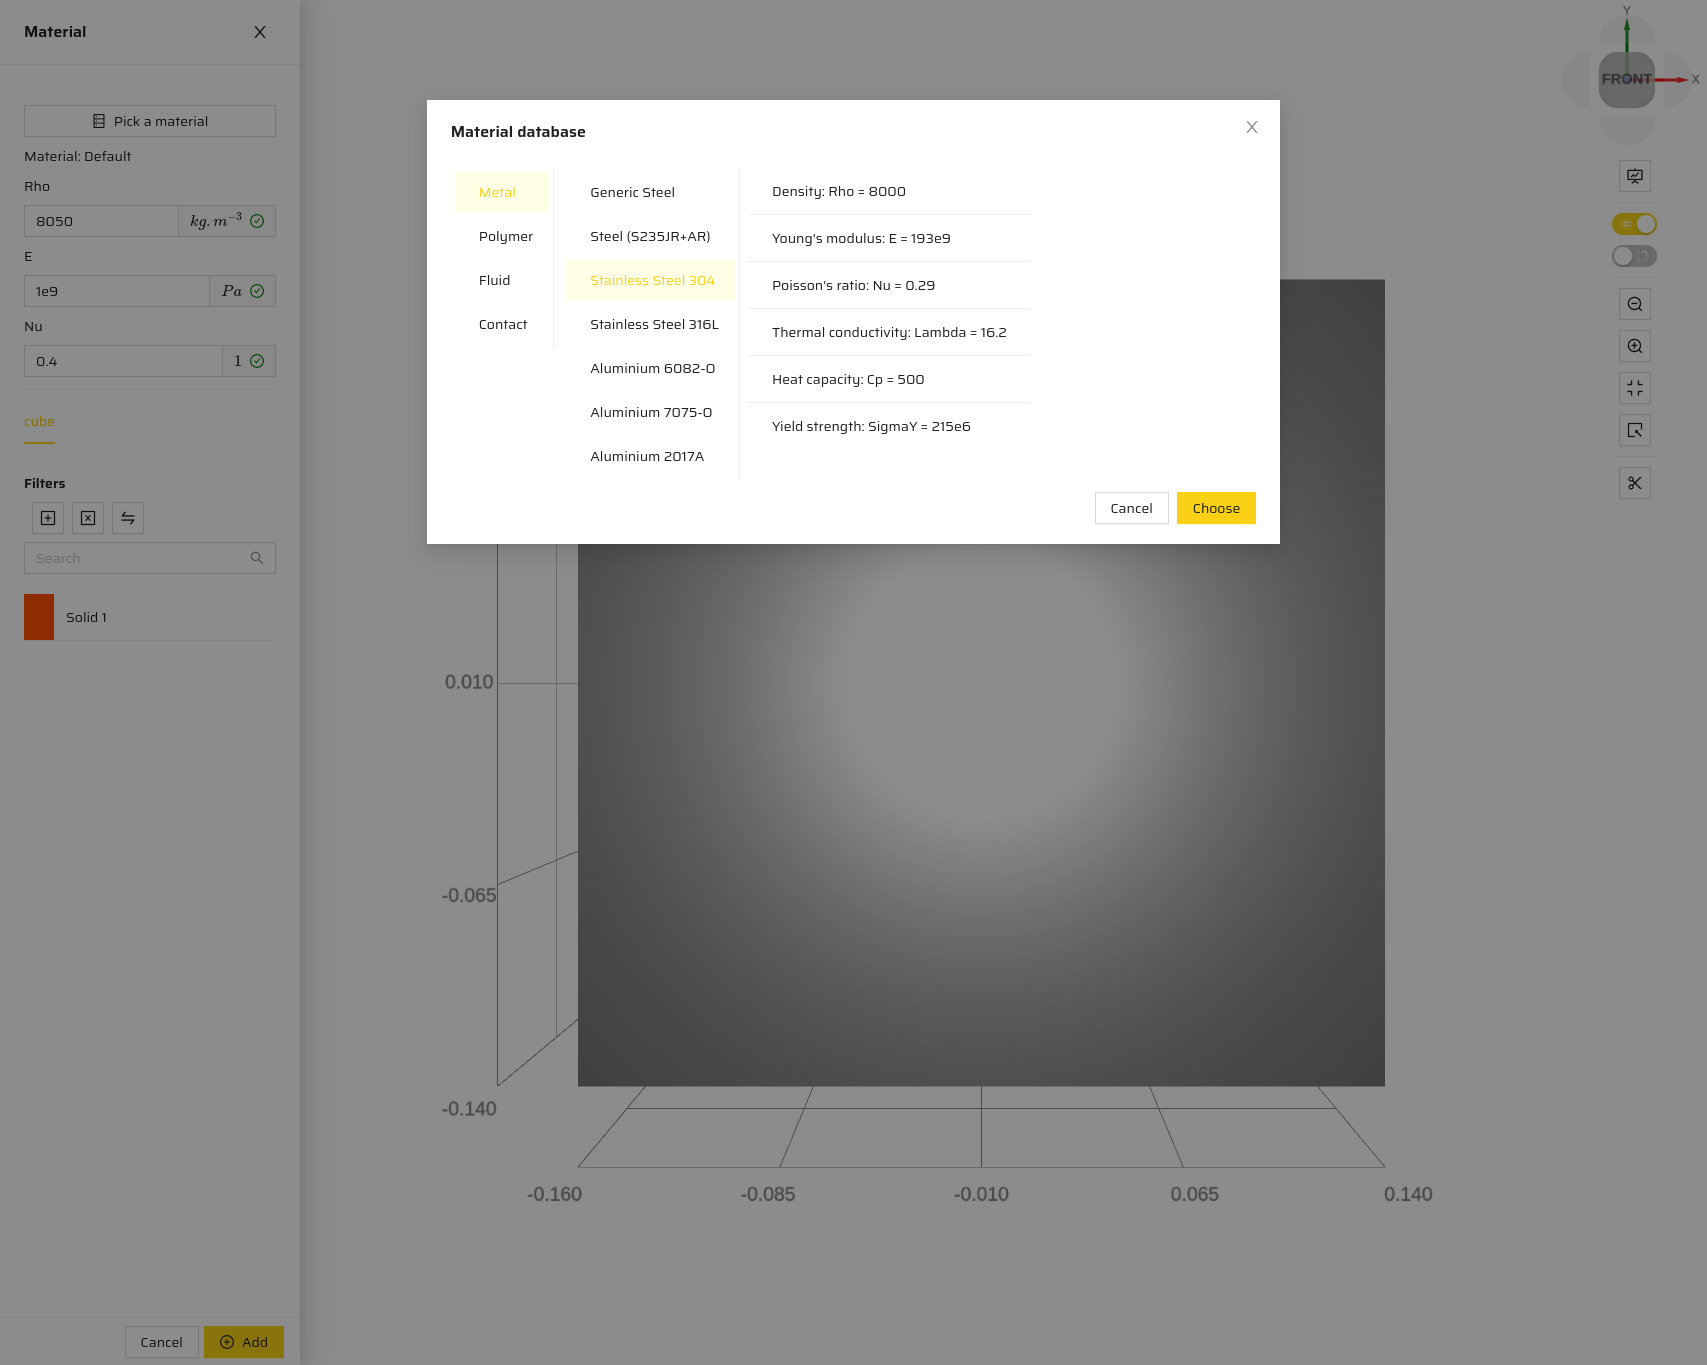 Material
Pick a material
Material: Default
Rho
8050 kg.m⁻³
E
1e9 Pa
Nu
0.4 1
cube
Filters
Search
Solid 1
Cancel Add
Material database
Metal
Polymer
Fluid
Contact
Generic Steel
Steel (S235JR+AR)
Stainless Steel 304
Stainless Steel 316L
Aluminium 6082-O
Aluminium 7075-O
Aluminium 2017A
Density: Rho = 8000
Young's modulus: E = 193e9
Poisson's ratio: Nu = 0.29
Thermal conductivity: Lambda = 16.2
Heat capacity: Cp = 500
Yield strength: SigmaY = 215e6
Cancel Choose
Y
FRONT X
0.010
-0.065
-0.140
-0.160 -0.085 -0.010 0.065 0.140